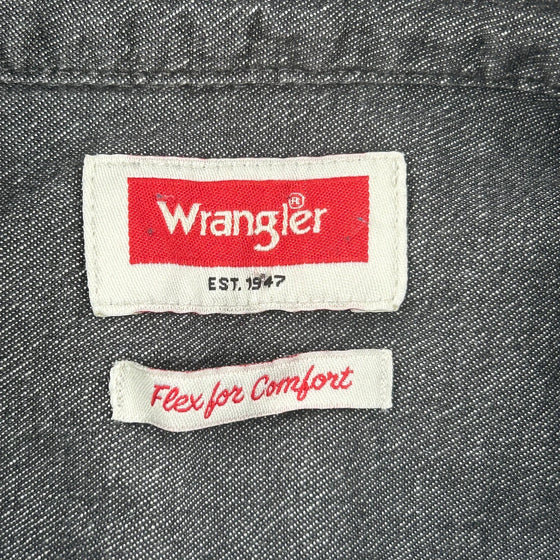 Wrangler®
EST. 1947
Flex for Comfort